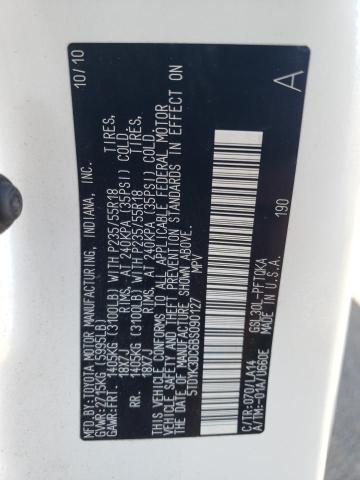 MFD. BY: TOYOTA MOTOR MANUFACTURING, INDIANA, INC. 10/10
GVWR: 2715KG (5995LB)
GAWR: FRT. 1405KG (3100LB) WITH P235/55R18 TIRES,
18X7J RIMS, AT 240KPA (35PSI) COLD.
RR. 1405KG (3100LB) WITH P235/55R18 TIRES,
18X7J RIMS, AT 240KPA (35PSI) COLD.
THIS VEHICLE CONFORMS TO ALL APPLICABLE FEDERAL MOTOR
VEHICLE SAFETY AND THEFT PREVENTION STANDARDS IN
EFFECT ON THE DATE OF MANUFACTURE SHOWN ABOVE.
5TDYK3DC6BS090127 MPV
190
C/TR: 070/LA14 GSL30L-PFTQKA
A/TM: -01A/U660E MADE IN U.S.A.
A